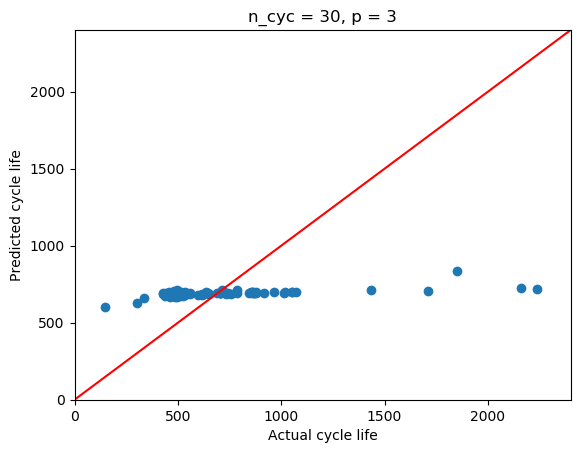 n_cyc = 30, p = 3
Predicted cycle life
2000
1500
1000
500
0
0 500 1000 1500 2000
Actual cycle life